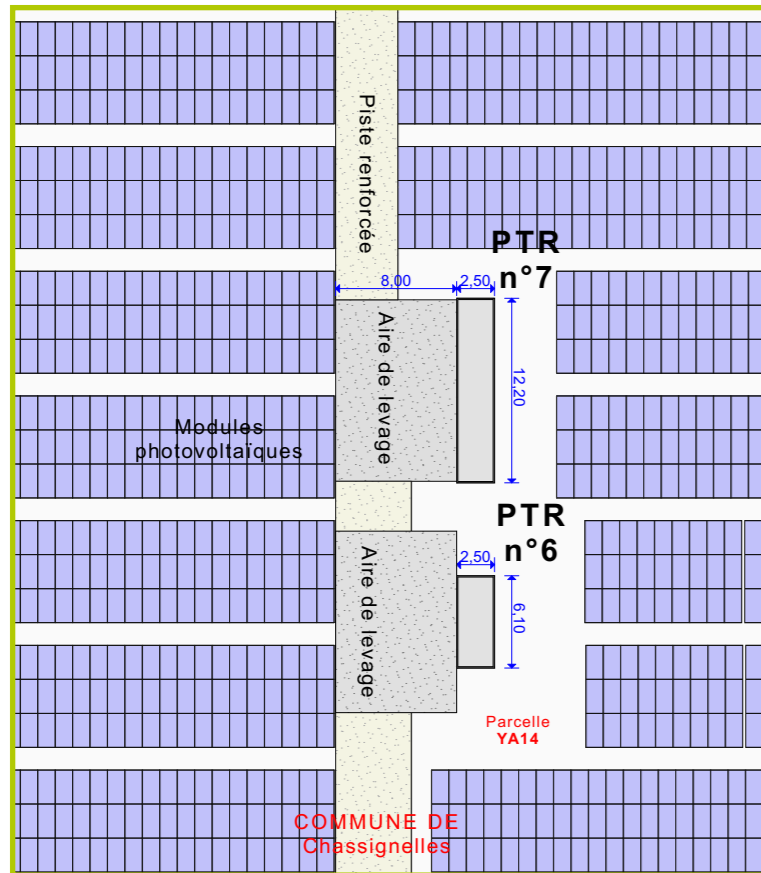 Piste renforcée
PTR
n°7
8,00
2,50
Aire de levage
12,20
Modules
photovoltaïques
PTR
n°6
2,50
Aire de levage
6,10
Parcelle
YA14
COMMUNE DE
Chassignelles